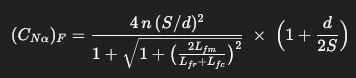 (C_{Nα})_F = \frac{4 n (S/d)^2}{1 + \sqrt{1 + \left(\frac{2L_{fm}}{L_{fr} + L_{fc}}\right)^2}} × \left(1 + \frac{d}{2S}\right)